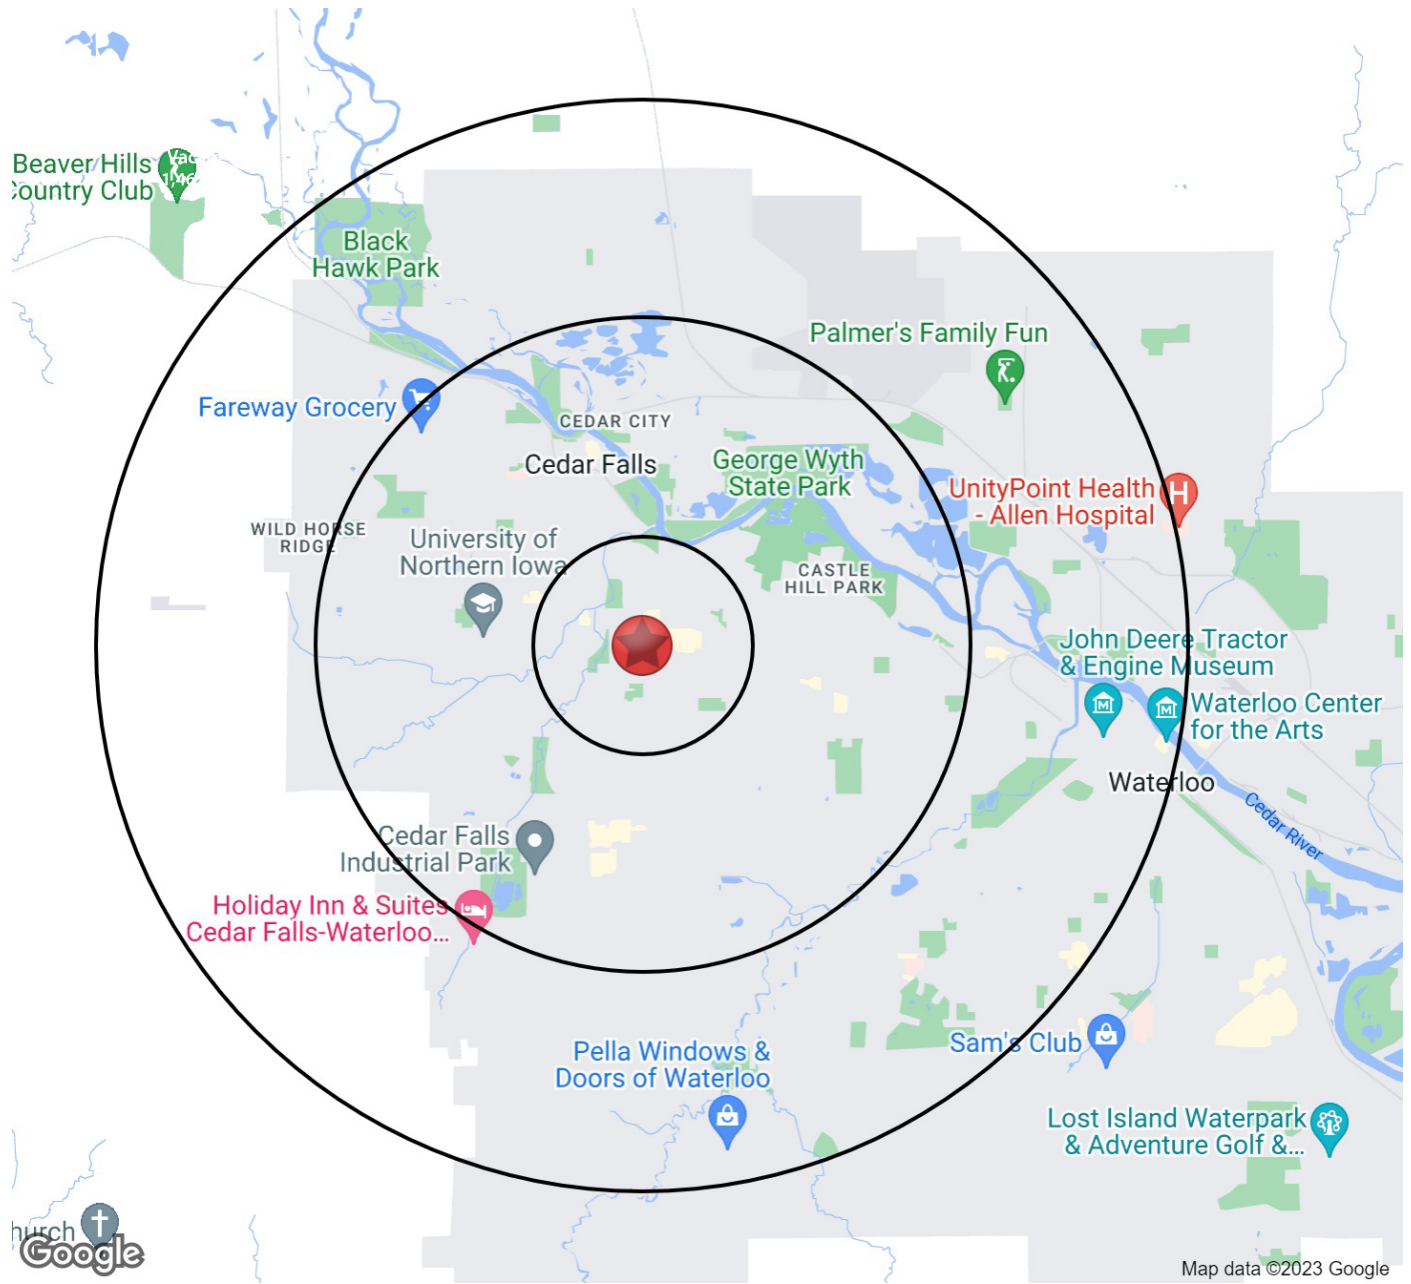 Vac
1,46
Beaver Hills
Country Club
Black
Hawk Park
Palmer's Family Fun
Fareway Grocery
CEDAR CITY
Cedar Falls
George Wyth
State Park
UnityPoint Health
- Allen Hospital
WILD HORSE
RIDGE
University of
Northern Iowa
CASTLE
HILL PARK
John Deere Tractor
& Engine Museum
Waterloo Center
for the Arts
Waterloo
Cedar River
Cedar Falls
Industrial Park
Holiday Inn & Suites
Cedar Falls-Waterloo...
Sam's Club
Pella Windows &
Doors of Waterloo
Lost Island Waterpark
& Adventure Golf &...
hurch
Google
Map data ©2023 Google